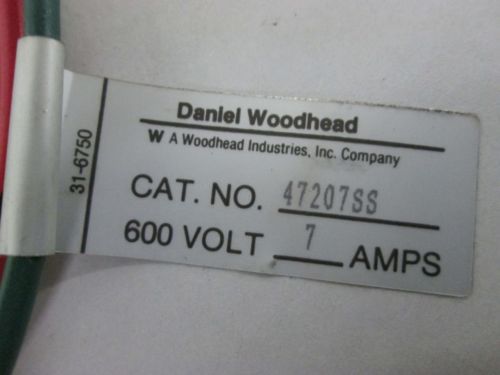 Daniel Woodhead
W A Woodhead Industries, Inc. Company
CAT. NO. 47207SS
600 VOLT 7 AMPS
31-6750